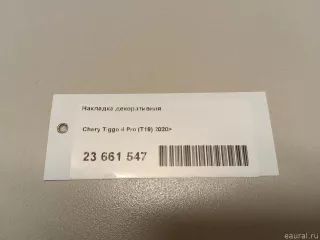 Накладка декоративная
Chery Tiggo 4 Pro (T19) 2020>
23 661 547
eaural.ru